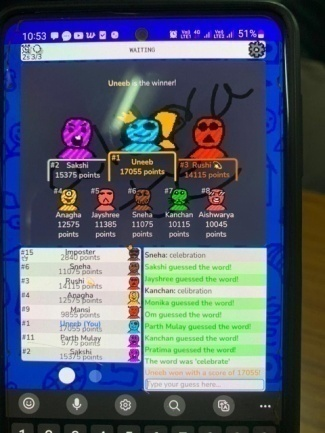 10:53
51%
WAITING
3/3
Uneeb is the winner!
#2 Sakshi
15375 points
#1
Uneeb
17055 points
#3 Rushi
14115 points
#4 #5 #6 #7 #8
Anagha
12575
points
Jayshree
11385
points
Sneha
11075
points
Kanchan
10115
points
Aishwarya
10045
points
#15 Imposter
2840 points
#6 Sneha
11075 points
#3 Rushi
14115 points
#4 Anagha
12575 points
#9 Mansi
9855 points
#1 Uneeb (You)
17055 points
#11 Parth Mulay
5775 points
#2 Sakshi
15375 points
Sneha: celebration
Sakshi guessed the word!
Jayshree guessed the word!
Kanchan: celibration
Monika guessed the word!
Om guessed the word!
Parth Mulay guessed the word!
Kanchan guessed the word!
Pratima guessed the word!
The word was 'celebrate'
Uneeb won with a score of 17055!
Type your guess here...